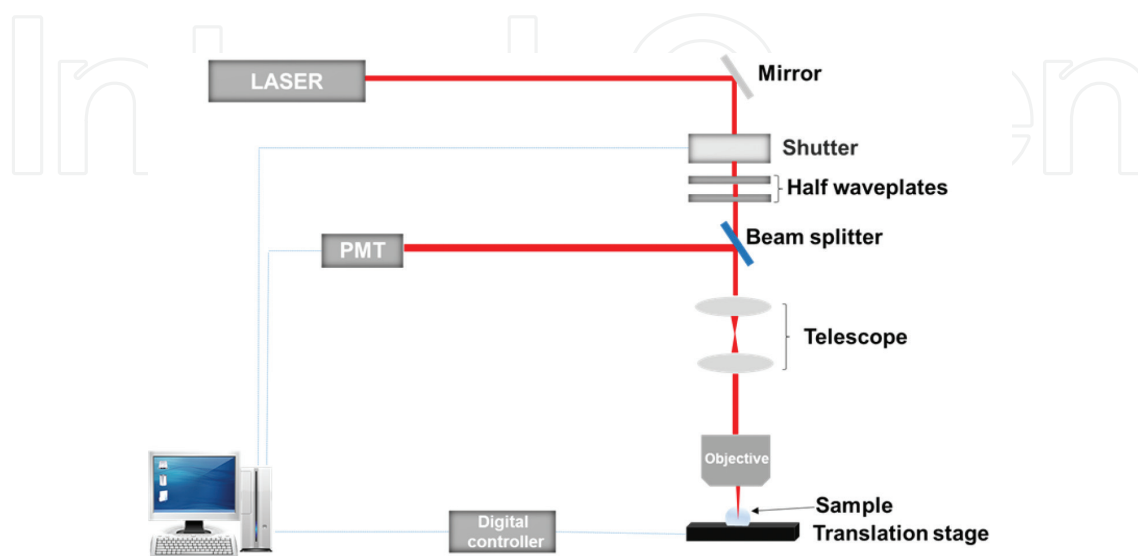 LASER
Mirror
Shutter
Half waveplates
Beam splitter
PMT
Telescope
Objective
Sample
Digital
controller
Translation stage